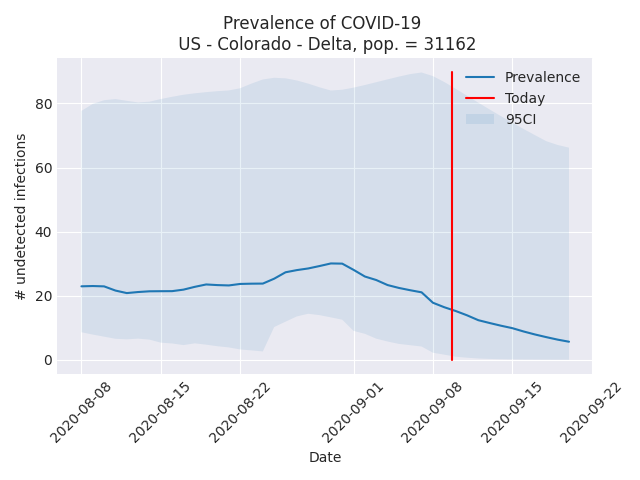 Prevalence of COVID-19
US - Colorado - Delta, pop. = 31162
# undetected infections
80
60
40
20
0
Prevalence
Today
95CI
2020-08-08
2020-08-15
2020-08-22
2020-09-01
2020-09-08
2020-09-15
2020-09-22
Date